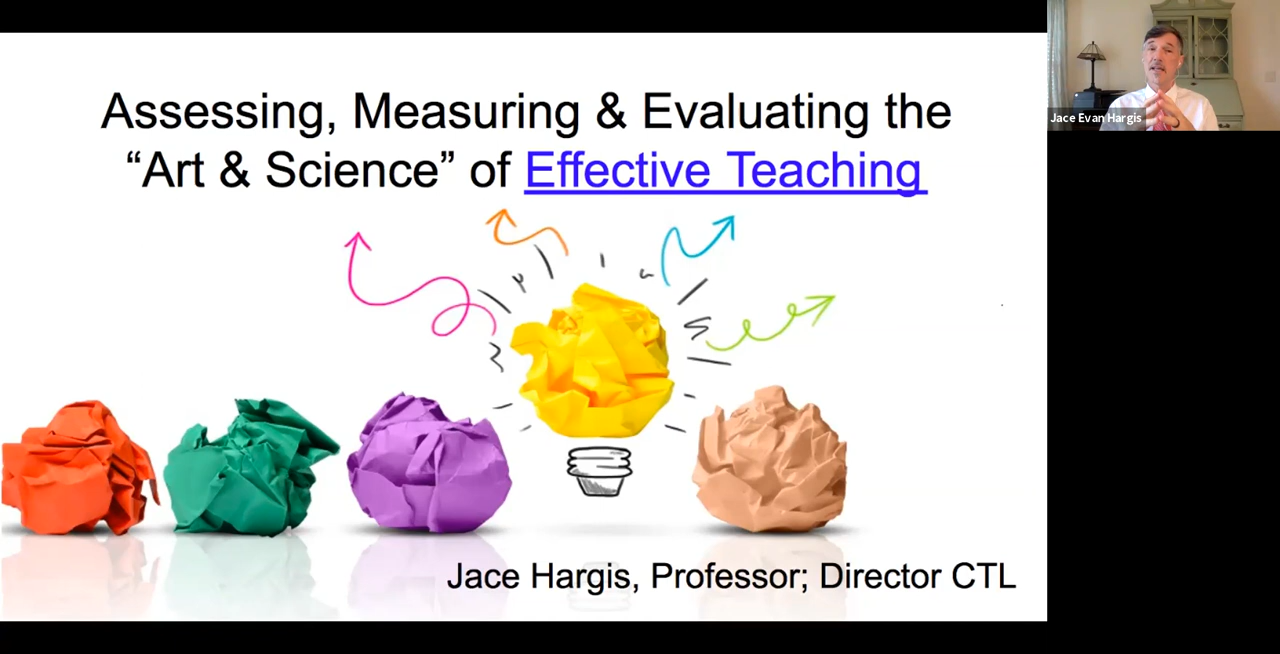 Assessing, Measuring & Evaluating the
“Art & Science” of Effective Teaching
Jace Hargis, Professor; Director CTL
Jace Evan Hargis